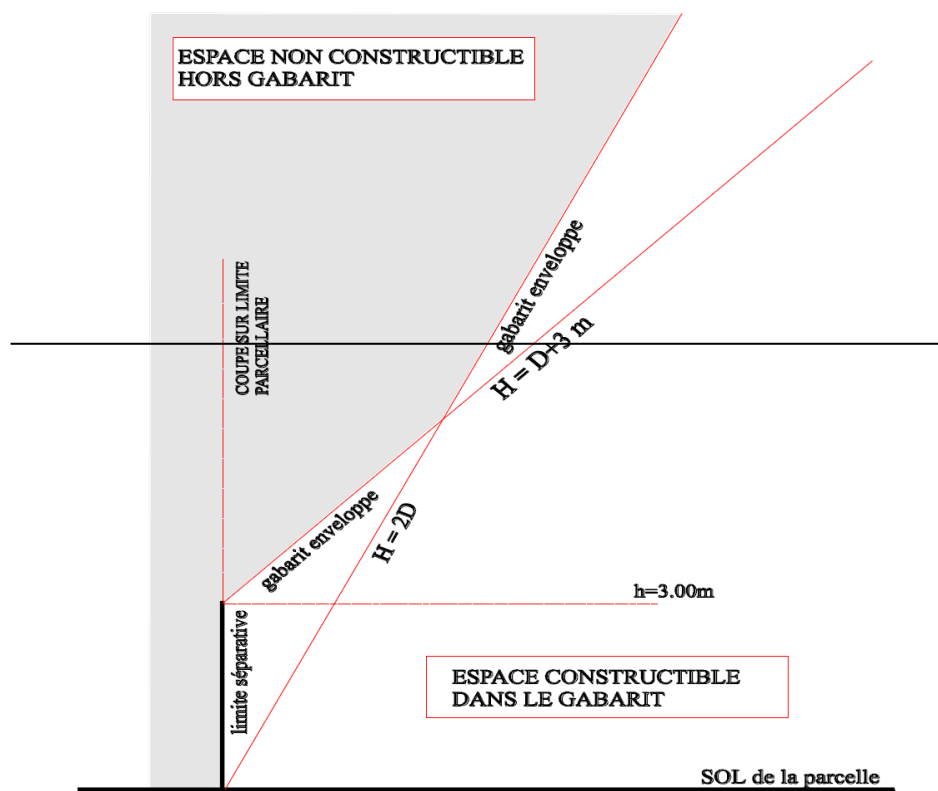 ESPACE NON CONSTRUCTIBLE
HORS GABARIT
COUPE SUR LIMITE
PARCELLAIRE
gabarit enveloppe
H = D+3 m
gabarit enveloppe
H = 2D
h=3.00m
limite séparative
ESPACE CONSTRUCTIBLE
DANS LE GABARIT
SOL de la parcelle